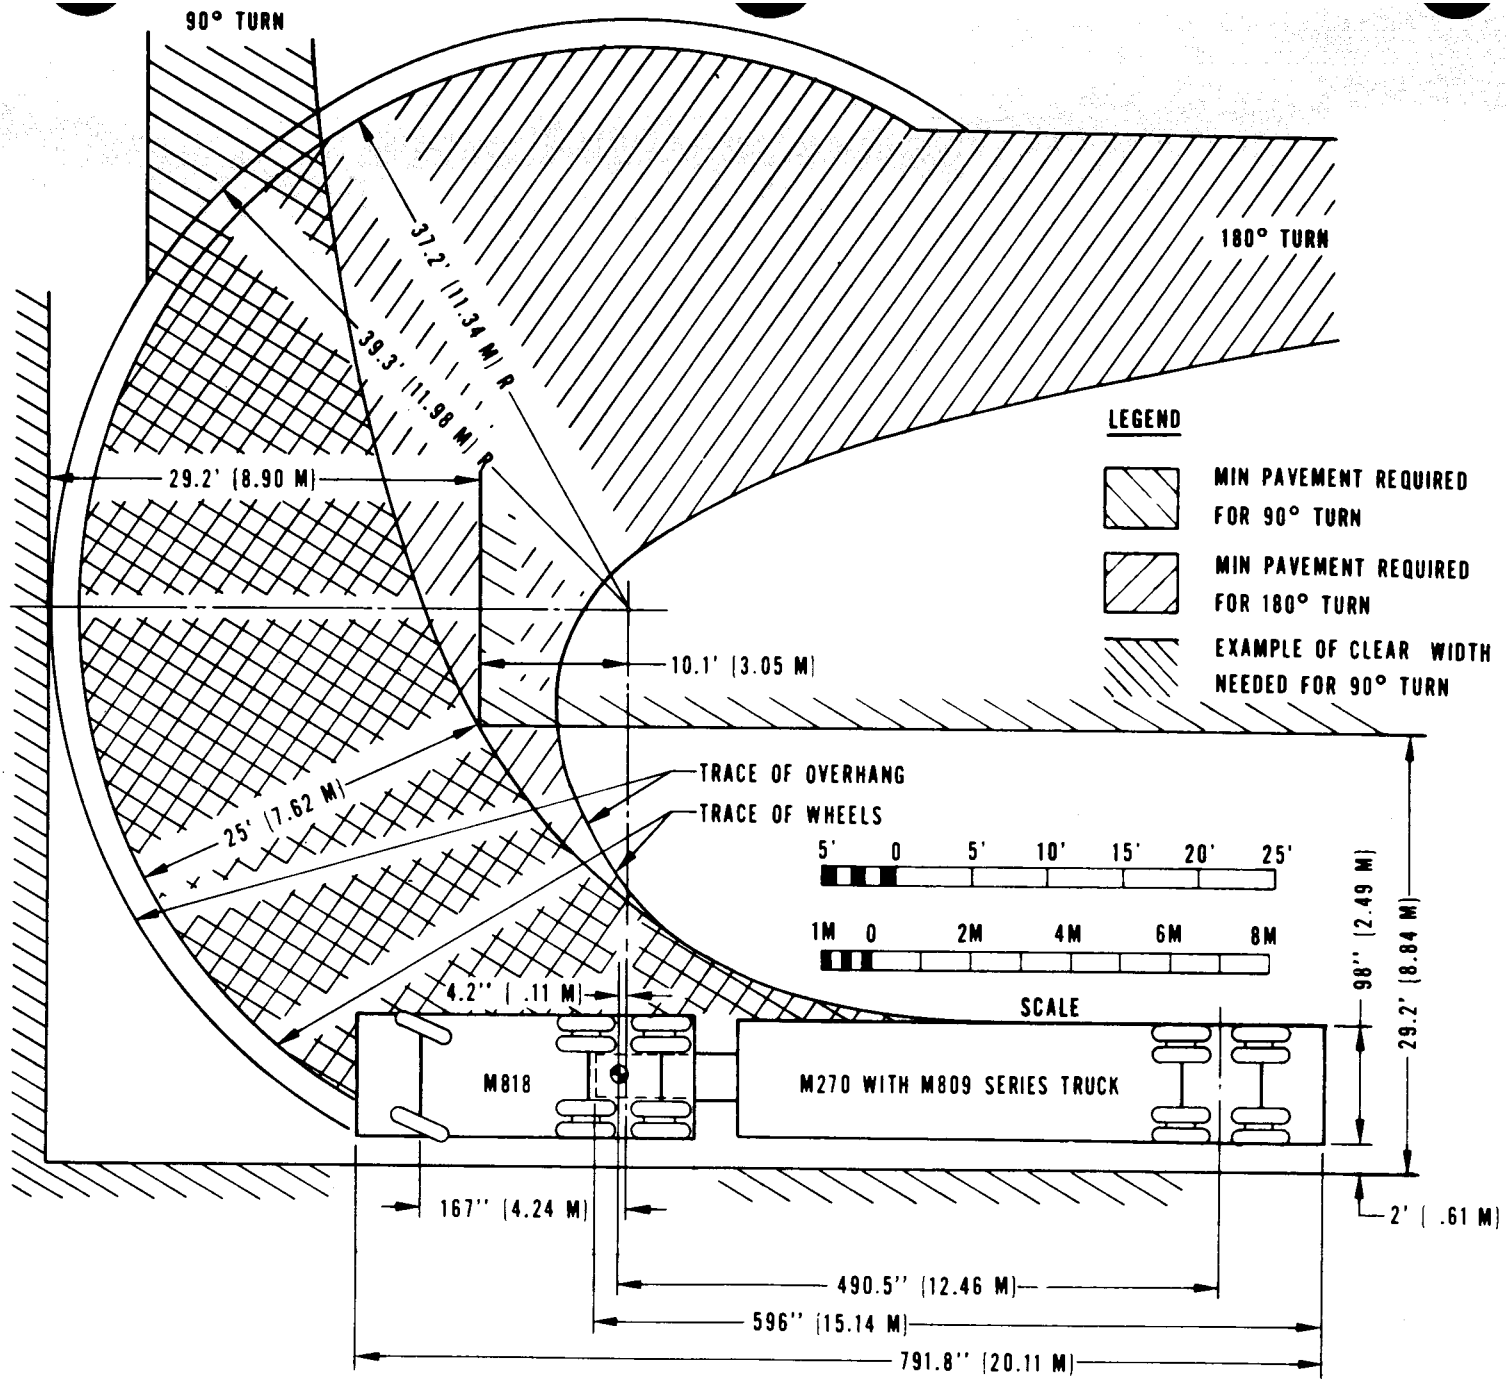 90° TURN
180° TURN
37.2' (11.34 M) R
39.3' (11.98 M) R
LEGEND
MIN PAVEMENT REQUIRED
FOR 90° TURN
MIN PAVEMENT REQUIRED
FOR 180° TURN
EXAMPLE OF CLEAR WIDTH
NEEDED FOR 90° TURN
29.2' (8.90 M)
10.1' (3.05 M)
25' (7.62 M)
TRACE OF OVERHANG
TRACE OF WHEELS
5' 0 5' 10' 15' 20' 25'
1M 0 2M 4M 6M 8M
SCALE
98'' (2.49 M)
29.2' (8.84 M)
4.2'' ( .11 M)
M818
M270 WITH M809 SERIES TRUCK
167'' (4.24 M)
2' ( .61 M)
490.5'' (12.46 M)
596'' (15.14 M)
791.8'' (20.11 M)